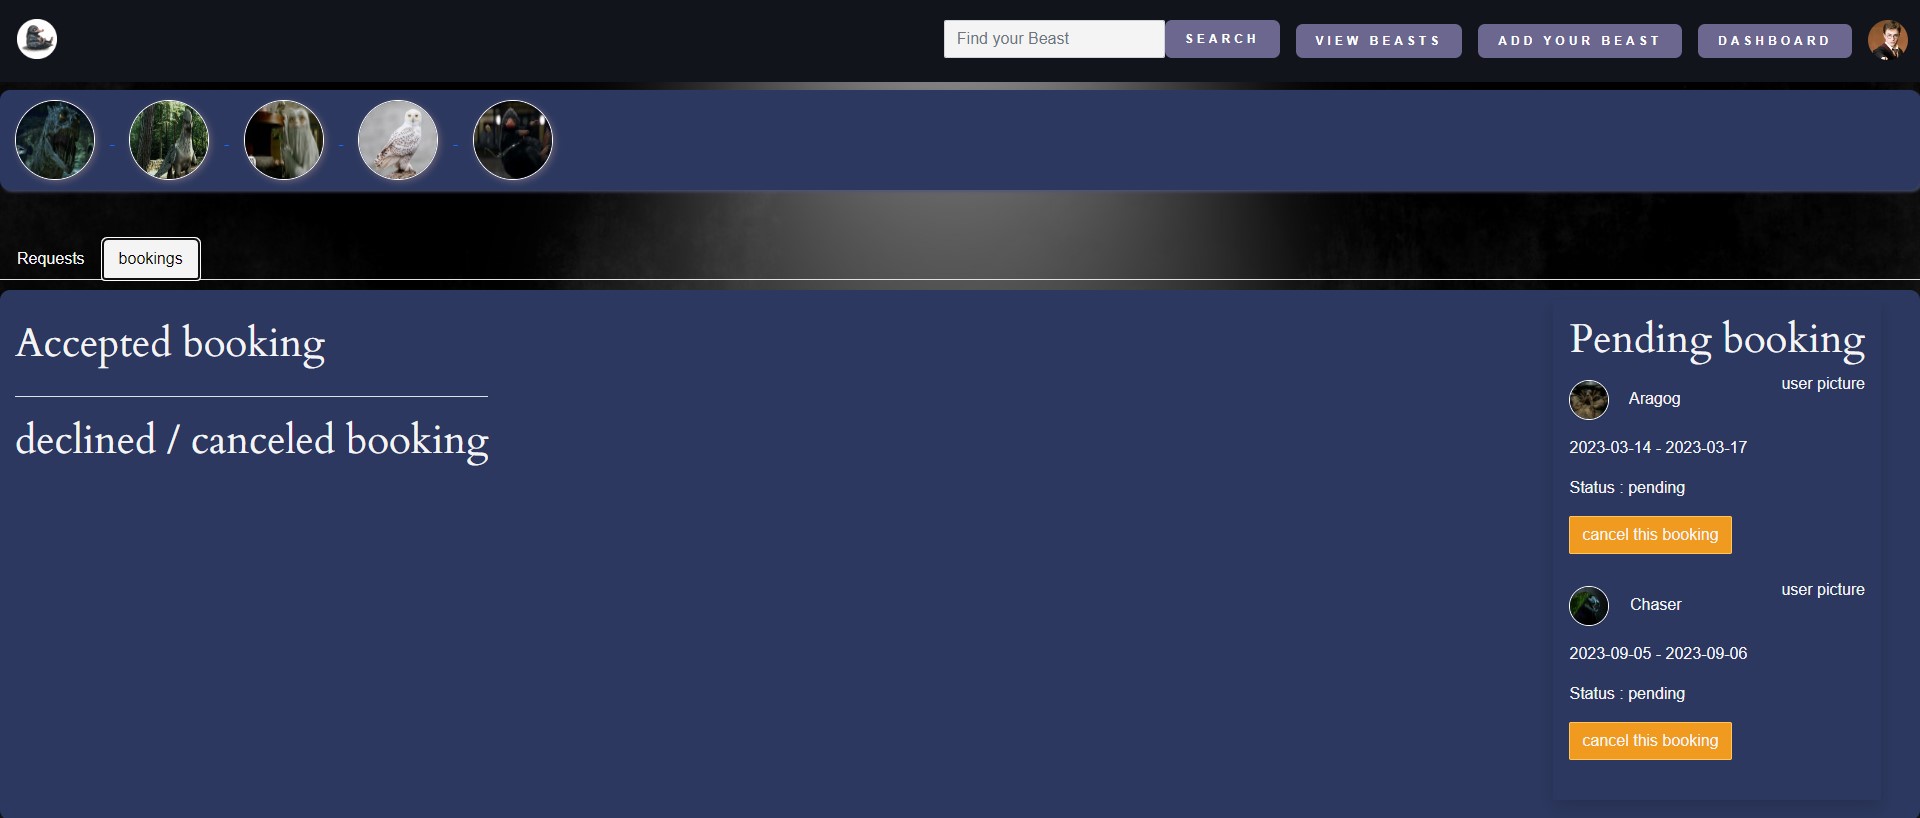 Find your Beast
SEARCH
VIEW BEASTS
ADD YOUR BEAST
DASHBOARD
- - - -
Requests
bookings
Accepted booking
declined / canceled booking
Pending booking
Aragog
user picture
2023-03-14 - 2023-03-17
Status : pending
cancel this booking
Chaser
user picture
2023-09-05 - 2023-09-06
Status : pending
cancel this booking